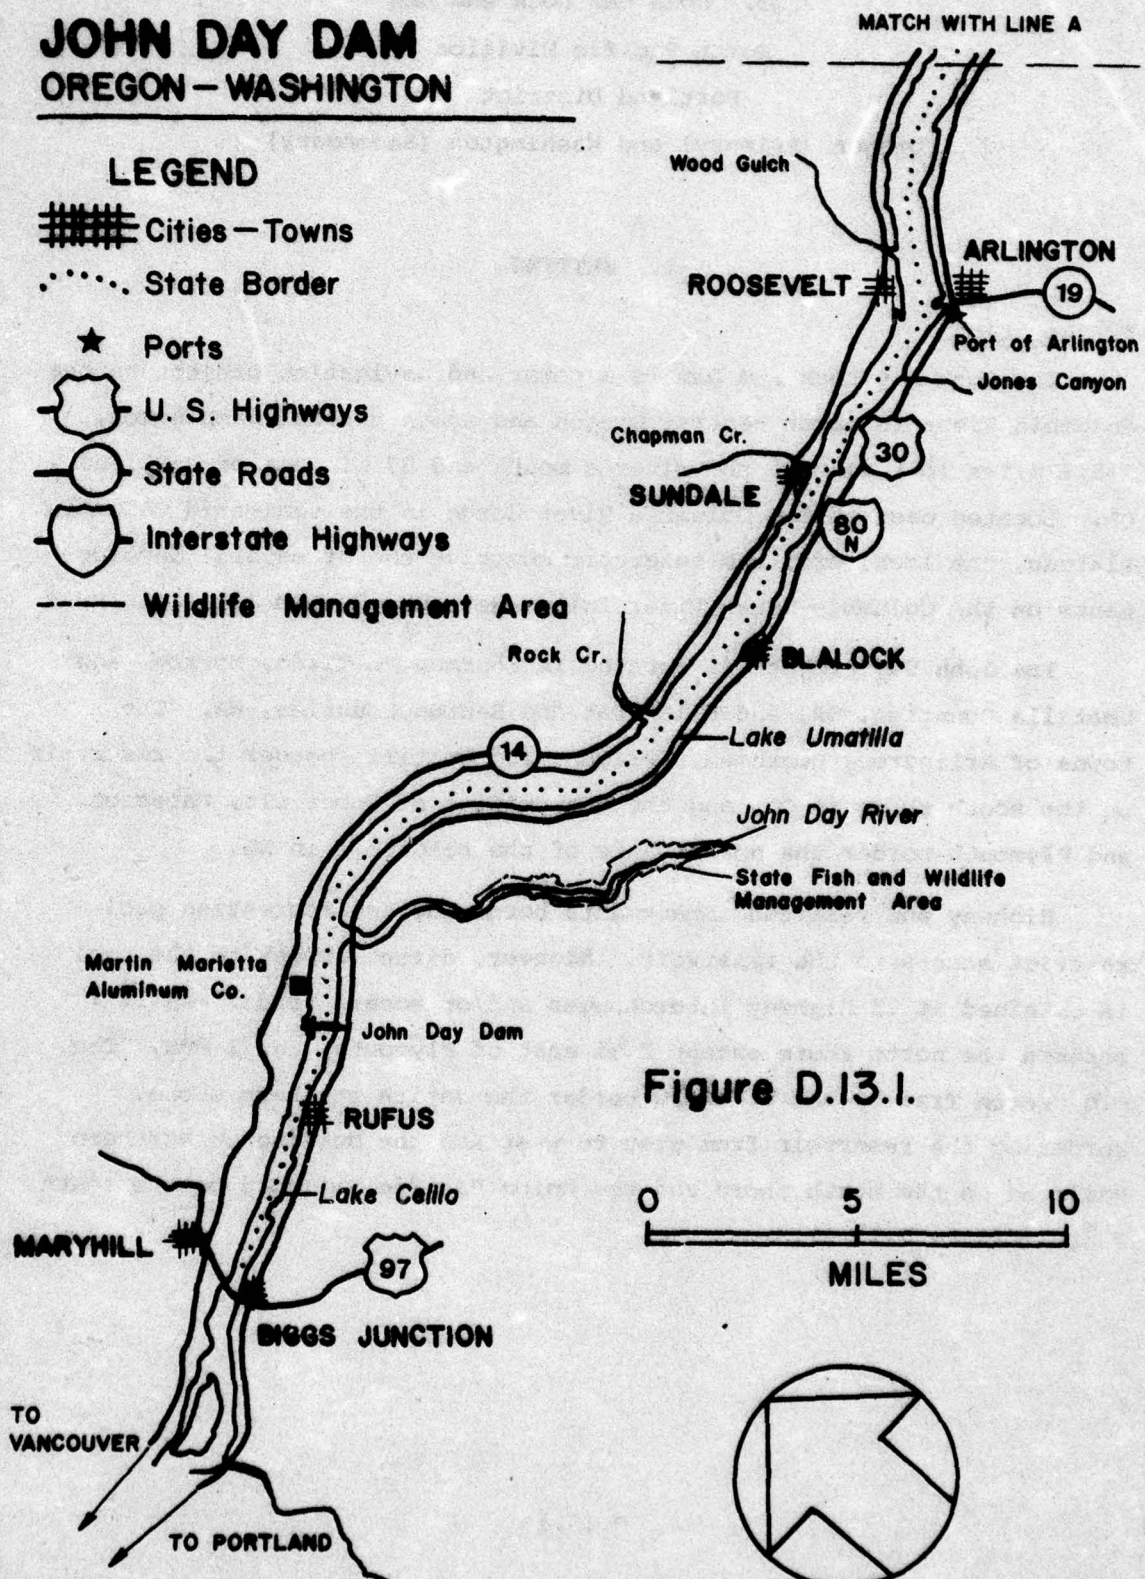 JOHN DAY DAM
OREGON — WASHINGTON
MATCH WITH LINE A
LEGEND
Cities — Towns
State Border
Ports
U. S. Highways
State Roads
Interstate Highways
Wildlife Management Area
Wood Gulch
ARLINGTON
ROOSEVELT
19
Port of Arlington
Jones Canyon
Chapman Cr.
30
SUNDALE
80
N
Rock Cr.
BLALOCK
Lake Umatilla
14
John Day River
State Fish and Wildlife
Management Area
Martin Marietta
Aluminum Co.
John Day Dam
Figure D.13.1.
RUFUS
Lake Celilo
0 5 10
MILES
MARYHILL
97
BIGGS JUNCTION
TO
VANCOUVER
TO PORTLAND